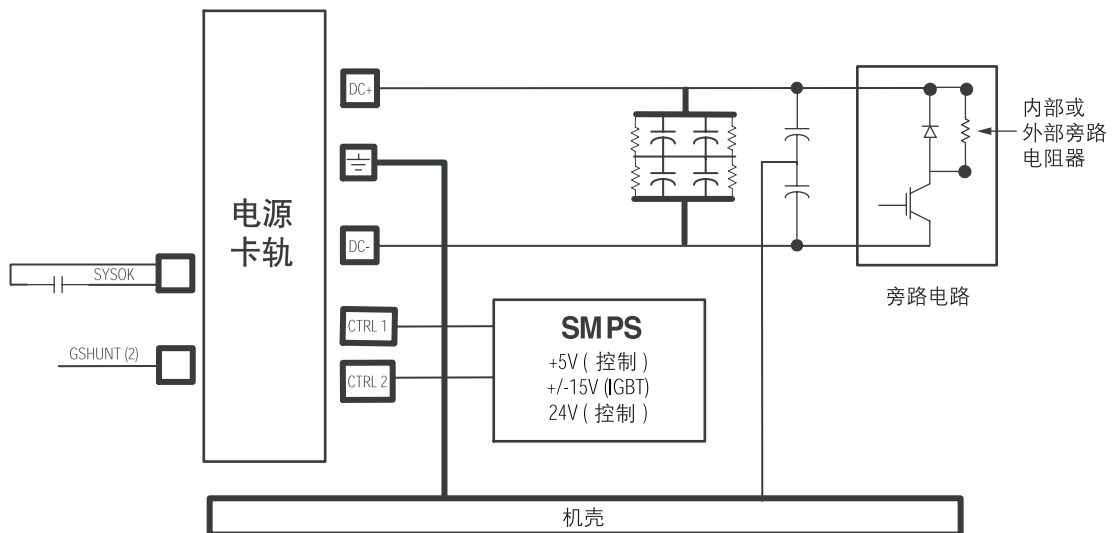 DC+
内部或
外部旁路
电阻器
电源
卡轨
DC-
SYSOK
旁路电路
CTRL 1
SMPS
+5V ( 控制 )
GSHUNT (2)
CTRL 2
+/-15V (IGBT)
24V ( 控制 )
机壳